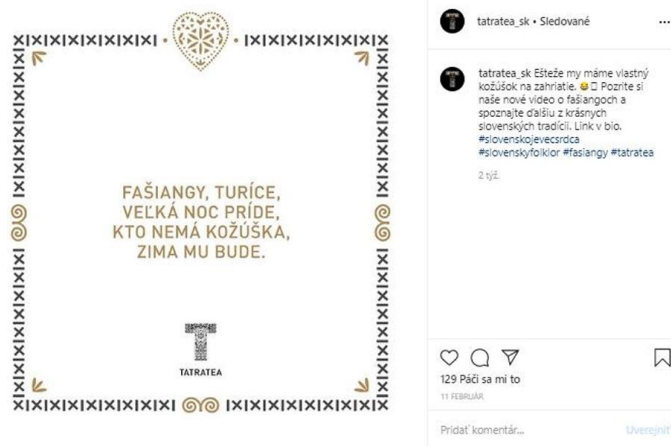 FAŠIANGY, TURÍCE,
VEĽKÁ NOC PRÍDE,
KTO NEMÁ KOŽÚŠKA,
ZIMA MU BUDE.
T
TATRATEA
tatratea_sk • Sledované
tatratea_sk Ešteže my máme vlastný
kožúšok na zahriatie. 😅 Pozrite si
naše nové video o fašiangoch a
spoznajte ďalšiu z krásnych
slovenských tradícií. Link v bio.
#slovenskojevecsrdca
#slovenskyfolklor #fasiangy #tatratea
2 týž.
129 Páči sa mi to
11 FEBRUÁR
Pridať komentár...
Uverejniť